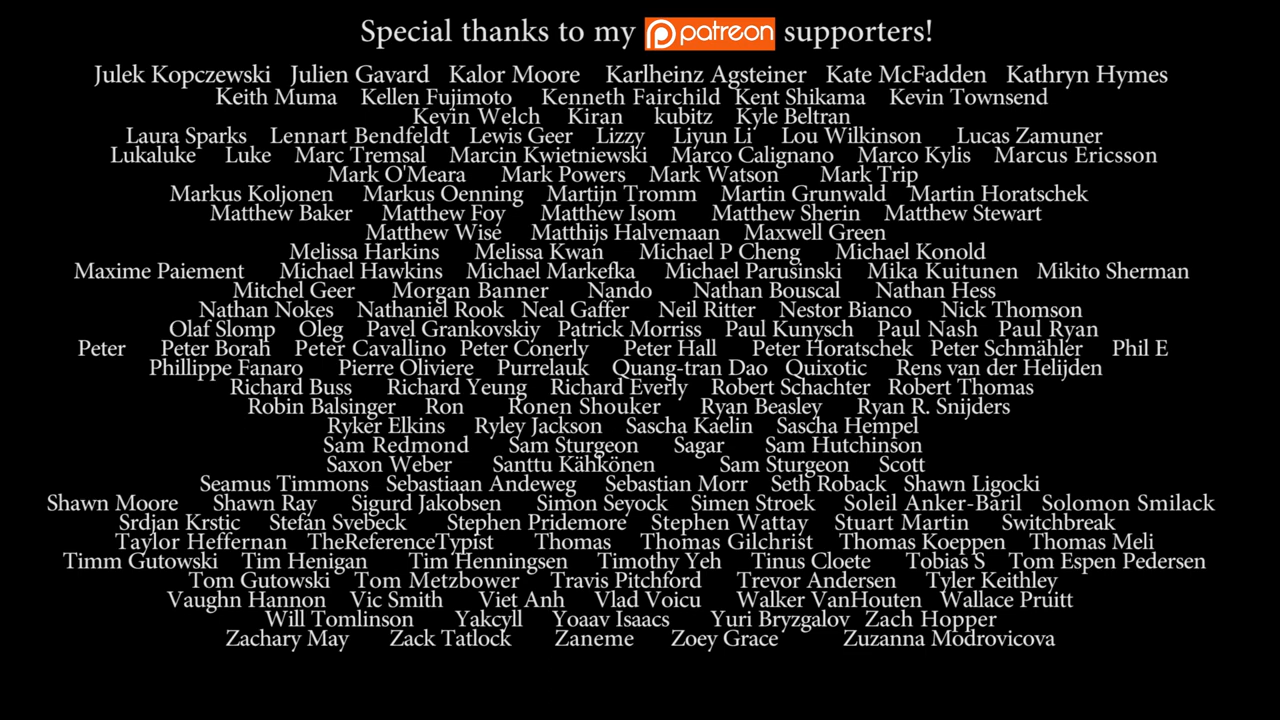 Special thanks to my patreon supporters!
Julek Kopczewski Julien Gavard Kalor Moore Karlheinz Agsteiner Kate McFadden Kathryn Hymes
Keith Muma Kellen Fujimoto Kenneth Fairchild Kent Shikama Kevin Townsend
Kevin Welch Kiran kubitz Kyle Beltran
Laura Sparks Lennart Bendfeldt Lewis Geer Lizzy Liyun Li Lou Wilkinson Lucas Zamuner
Lukaluke Luke Marc Tremsal Marcin Kwietniewski Marco Calignano Marco Kylis Marcus Ericsson
Mark O'Meara Mark Powers Mark Watson Mark Trip
Markus Koljonen Markus Oenning Martijn Tromm Martin Grunwald Martin Horatschek
Matthew Baker Matthew Foy Matthew Isom Matthew Sherin Matthew Stewart
Matthew Wise Matthijs Halvemaan Maxwell Green
Melissa Harkins Melissa Kwan Michael P Cheng Michael Konold
Maxime Paiement Michael Hawkins Michael Markefka Michael Parusinski Mika Kuitunen Mikito Sherman
Mitchel Geer Morgan Banner Nando Nathan Bouscal Nathan Hess
Nathan Nokes Nathaniel Rook Neal Gaffer Neil Ritter Nestor Bianco Nick Thomson
Olaf Slomp Oleg Pavel Grankovskiy Patrick Morriss Paul Kunysch Paul Nash Paul Ryan
Peter Peter Borah Peter Cavallino Peter Conerly Peter Hall Peter Horatschek Peter Schmähler Phil E
Phillippe Fanaro Pierre Oliviere Purrelauk Quang-tran Dao Quixotic Rens van der Helijden
Richard Buss Richard Yeung Richard Everly Robert Schachter Robert Thomas
Robin Balsinger Ron Ronen Shouker Ryan Beasley Ryan R. Snijders
Ryker Elkins Ryley Jackson Sascha Kaelin Sascha Hempel
Sam Redmond Sam Sturgeon Sagar Sam Hutchinson
Saxon Weber Santtu Kähkönen Sam Sturgeon Scott
Seamus Timmons Sebastiaan Andeweg Sebastian Morr Seth Roback Shawn Ligocki
Shawn Moore Shawn Ray Sigurd Jakobsen Simon Seyock Simen Stroek Soleil Anker-Baril Solomon Smilack
Srdjan Krstic Stefan Svebeck Stephen Pridemore Stephen Wattay Stuart Martin Switchbreak
Taylor Heffernan TheReferenceTypist Thomas Thomas Gilchrist Thomas Koeppen Thomas Meli
Timm Gutowski Tim Henigan Tim Henningsen Timothy Yeh Tinus Cloete Tobias S Tom Espen Pedersen
Tom Gutowski Tom Metzbower Travis Pitchford Trevor Andersen Tyler Keithley
Vaughn Hannon Vic Smith Viet Anh Vlad Voicu Walker VanHouten Wallace Pruitt
Will Tomlinson Yakcyll Yoaav Isaacs Yuri Bryzgalov Zach Hopper
Zachary May Zack Tatlock Zaneme Zoey Grace Zuzanna Modrovicova